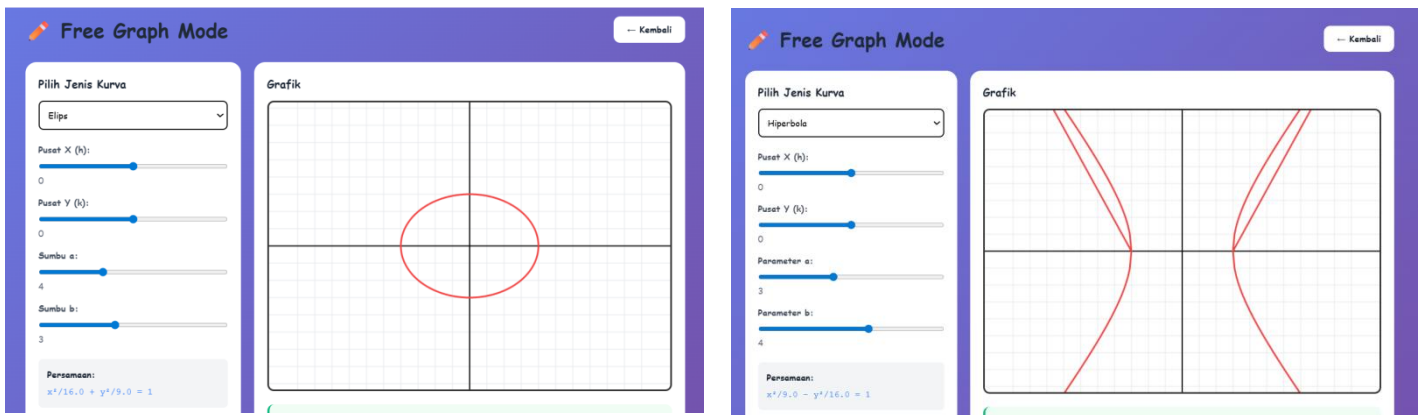 Free Graph Mode
← Kembali
Pilih Jenis Kurva
Elips
Pusat X (h):
0
Pusat Y (k):
0
Sumbu a:
4
Sumbu b:
3
Persamaan:
x²/16.0 + y²/9.0 = 1
Grafik
Free Graph Mode
← Kembali
Pilih Jenis Kurva
Hiperbola
Pusat X (h):
0
Pusat Y (k):
0
Parameter a:
3
Parameter b:
4
Persamaan:
x²/9.0 - y²/16.0 = 1
Grafik